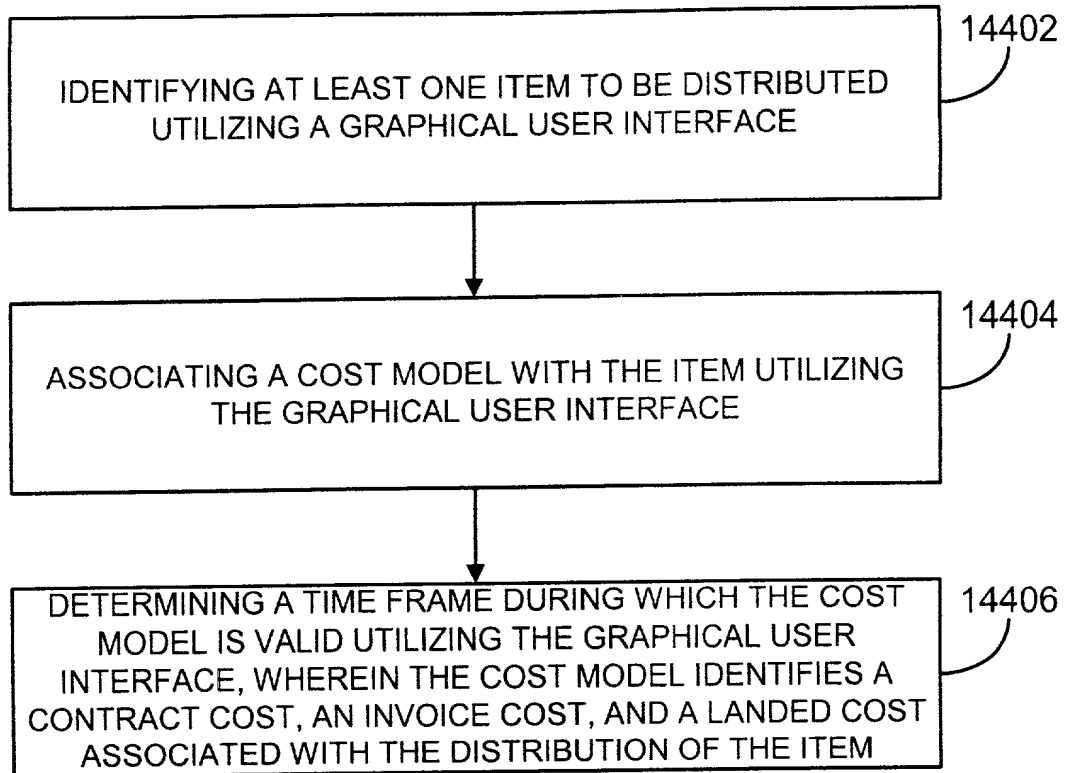 14402
IDENTIFYING AT LEAST ONE ITEM TO BE DISTRIBUTED
UTILIZING A GRAPHICAL USER INTERFACE
14404
ASSOCIATING A COST MODEL WITH THE ITEM UTILIZING
THE GRAPHICAL USER INTERFACE
14406
DETERMINING A TIME FRAME DURING WHICH THE COST
MODEL IS VALID UTILIZING THE GRAPHICAL USER
INTERFACE, WHEREIN THE COST MODEL IDENTIFIES A
CONTRACT COST, AN INVOICE COST, AND A LANDED COST
ASSOCIATED WITH THE DISTRIBUTION OF THE ITEM